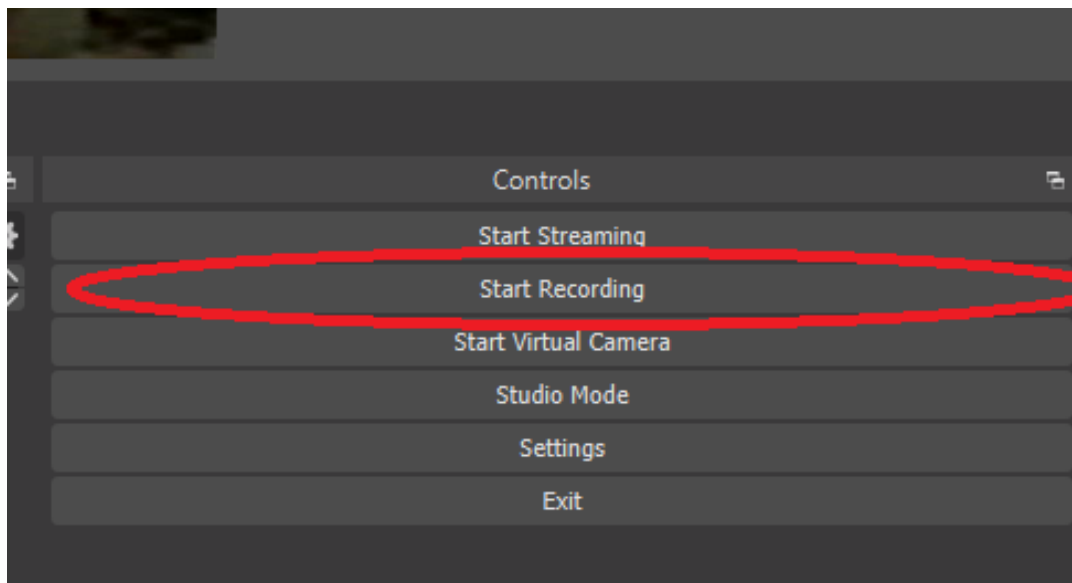 Controls
Start Streaming
Start Recording
Start Virtual Camera
Studio Mode
Settings
Exit